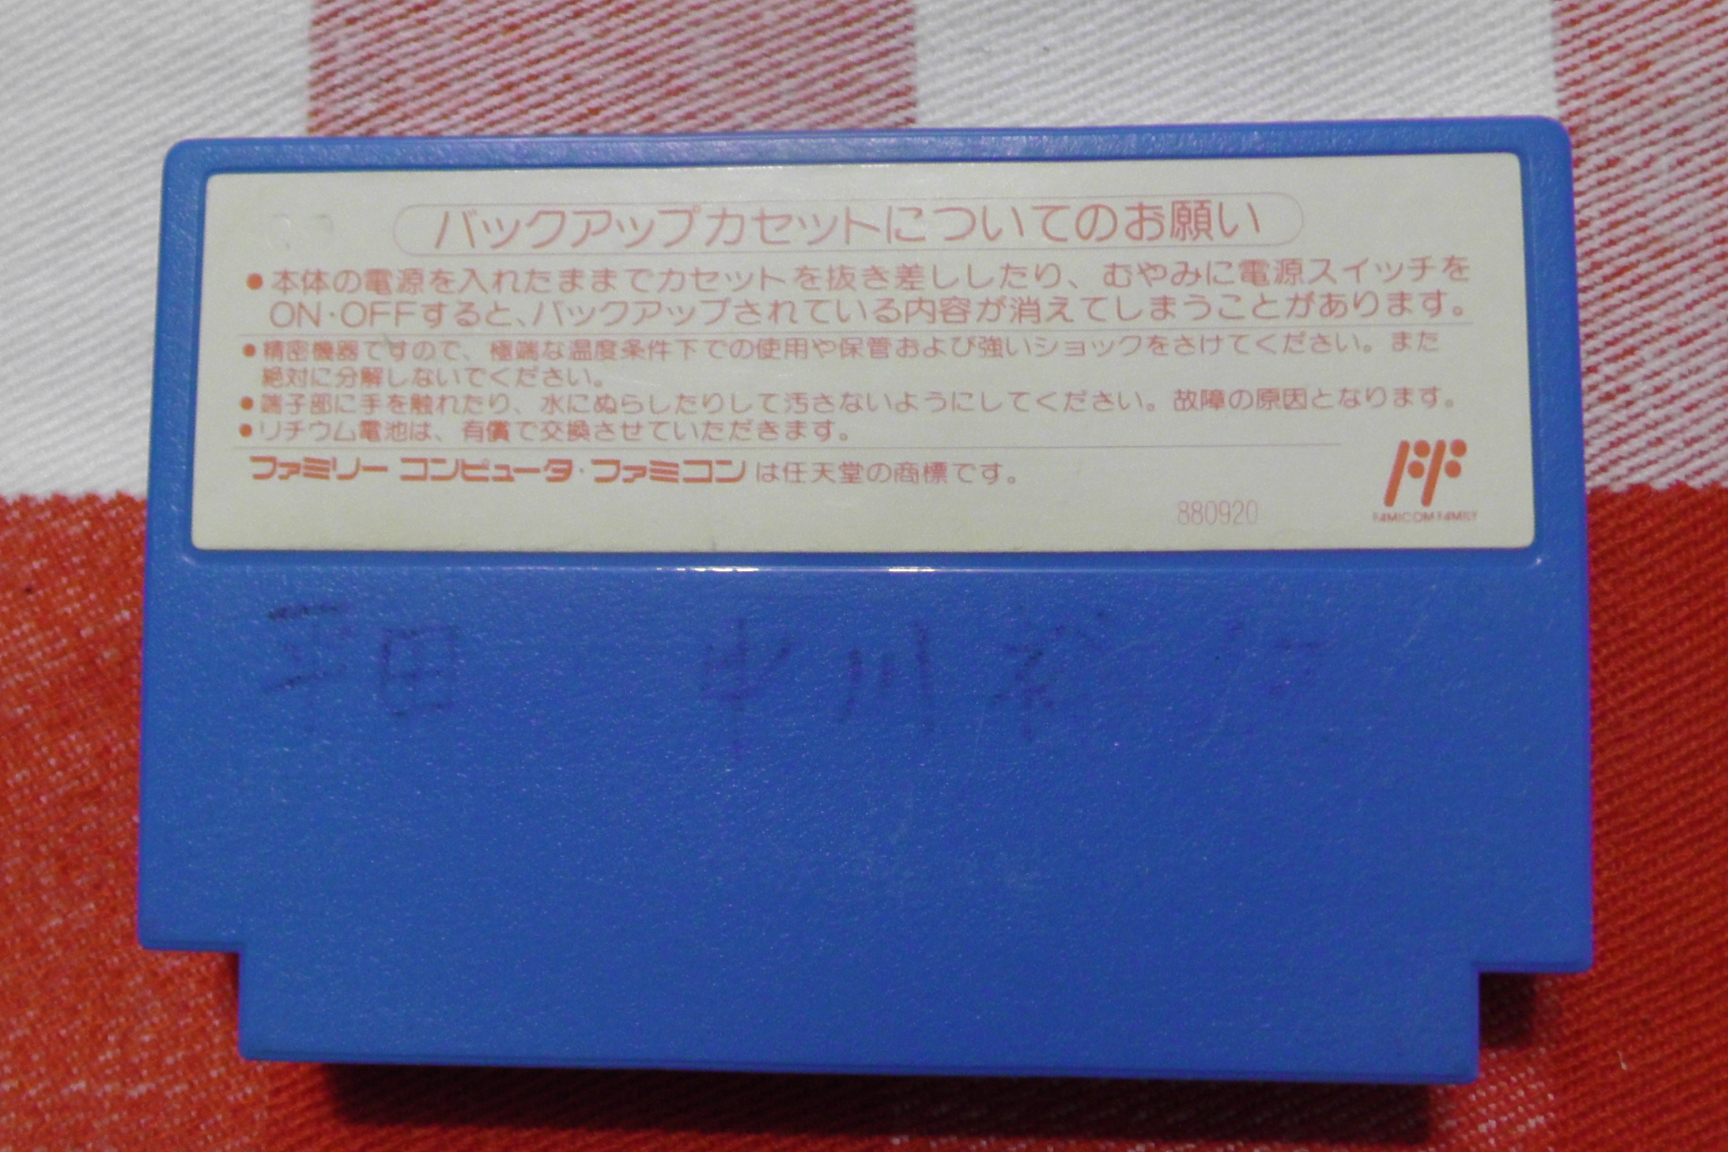 バックアップカセットについてのお願い
●本体の電源を入れたままでカセットを抜き差ししたり、むやみに電源スイッチを
ON・OFFすると、バックアップされている内容が消えてしまうことがあります。
●精密機器ですので、極端な温度条件下での使用や保管および強いショックをさけてください。また
絶対に分解しないでください。
●端子部に手を触れたり、水にぬらしたりして汚さないようにしてください。故障の原因となります。
●リチウム電池は、有償で交換させていただきます。
ファミリー コンピュータ・ファミコンは任天堂の商標です。
880920
FAMICOM FAMILY
平田 中川